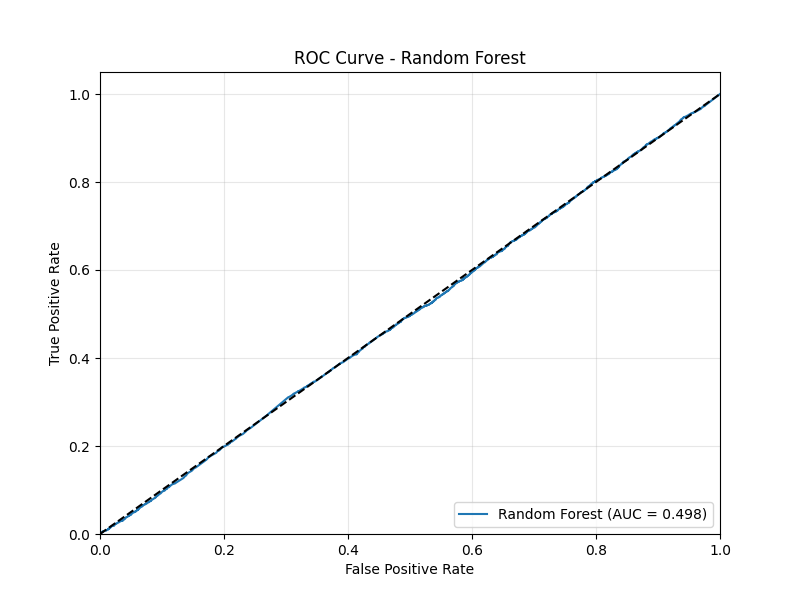 ROC Curve - Random Forest
True Positive Rate
1.0
0.8
0.6
0.4
0.2
0.0
Random Forest (AUC = 0.498)
0.0 0.2 0.4 0.6 0.8 1.0
False Positive Rate